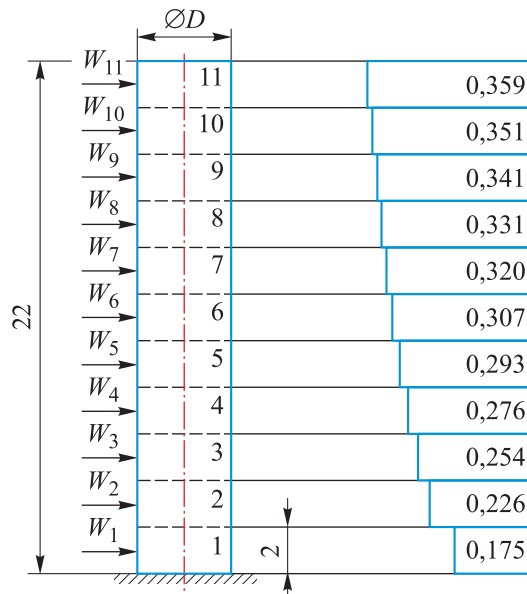 ∅D
W₁₁ 11 0,359
W₁₀ 10 0,351
W₉ 9 0,341
W₈ 8 0,331
W₇ 7 0,320
W₆ 6 0,307
22
W₅ 5 0,293
W₄ 4 0,276
W₃ 3 0,254
W₂ 2 0,226
W₁ 1 2 0,175